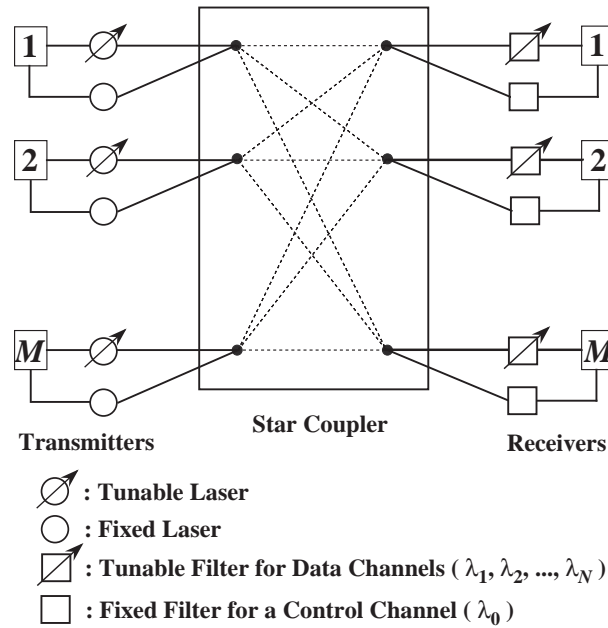 1 1
2 2
M M
Transmitters Star Coupler Receivers
: Tunable Laser
: Fixed Laser
: Tunable Filter for Data Channels ( λ1, λ2, ..., λN )
: Fixed Filter for a Control Channel ( λ0 )